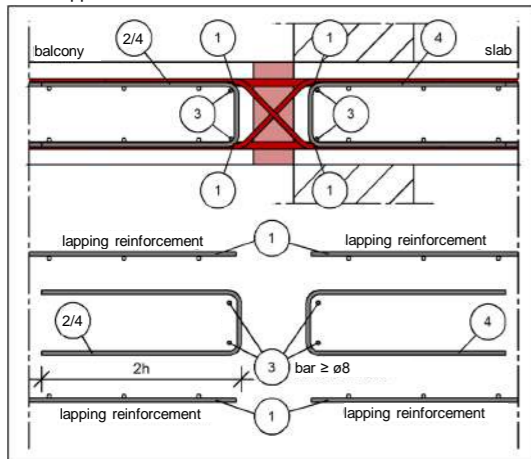 balcony 2/4 1 1 4 slab
3 3
1 1
lapping reinforcement 1 lapping reinforcement
2/4 4
3 bar ≥ ø8
2h
lapping reinforcement 1 lapping reinforcement